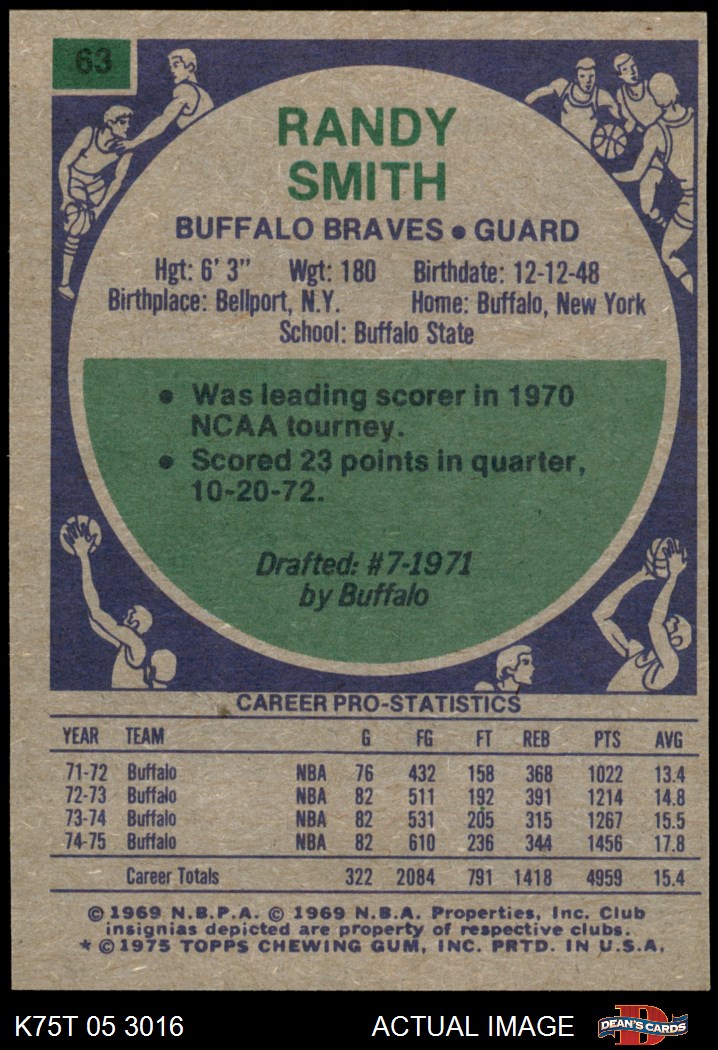 63
RANDY
SMITH
BUFFALO BRAVES • GUARD
Hgt: 6' 3" Wgt: 180 Birthdate: 12-12-48
Birthplace: Bellport, N.Y. Home: Buffalo, New York
School: Buffalo State
• Was leading scorer in 1970
NCAA tourney.
• Scored 23 points in quarter,
10-20-72.
Drafted: #7-1971
by Buffalo
CAREER PRO-STATISTICS
YEAR TEAM G FG FT REB PTS AVG
71-72 Buffalo NBA 76 432 158 368 1022 13.4
72-73 Buffalo NBA 82 511 192 391 1214 14.8
73-74 Buffalo NBA 82 531 205 315 1267 15.5
74-75 Buffalo NBA 82 610 236 344 1456 17.8
Career Totals 322 2084 791 1418 4959 15.4
© 1969 N.B.P.A. © 1969 N.B.A. Properties, Inc. Club
insignias depicted are property of respective clubs.
* © 1975 TOPPS CHEWING GUM, INC. PRTD. IN U.S.A.
K75T 05 3016 ACTUAL IMAGE D DEAN'S CARDS